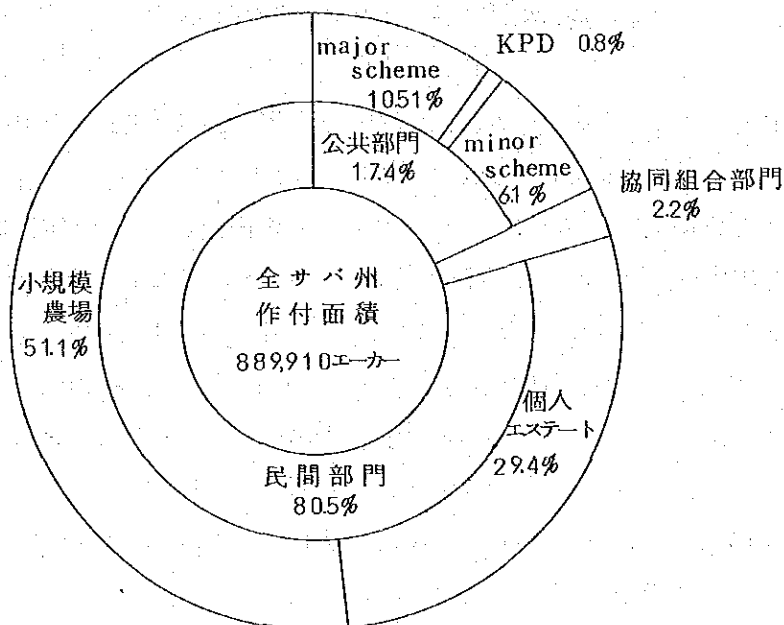 major
scheme
10.51%
KPD 0.8%
公共部門
17.4%
minor
scheme
6.1%
協同組合部門
2.2%
小規模
農場
51.1%
全サバ州
作付面積
889,910エーカー
個人
エステート
29.4%
民間部門
80.5%